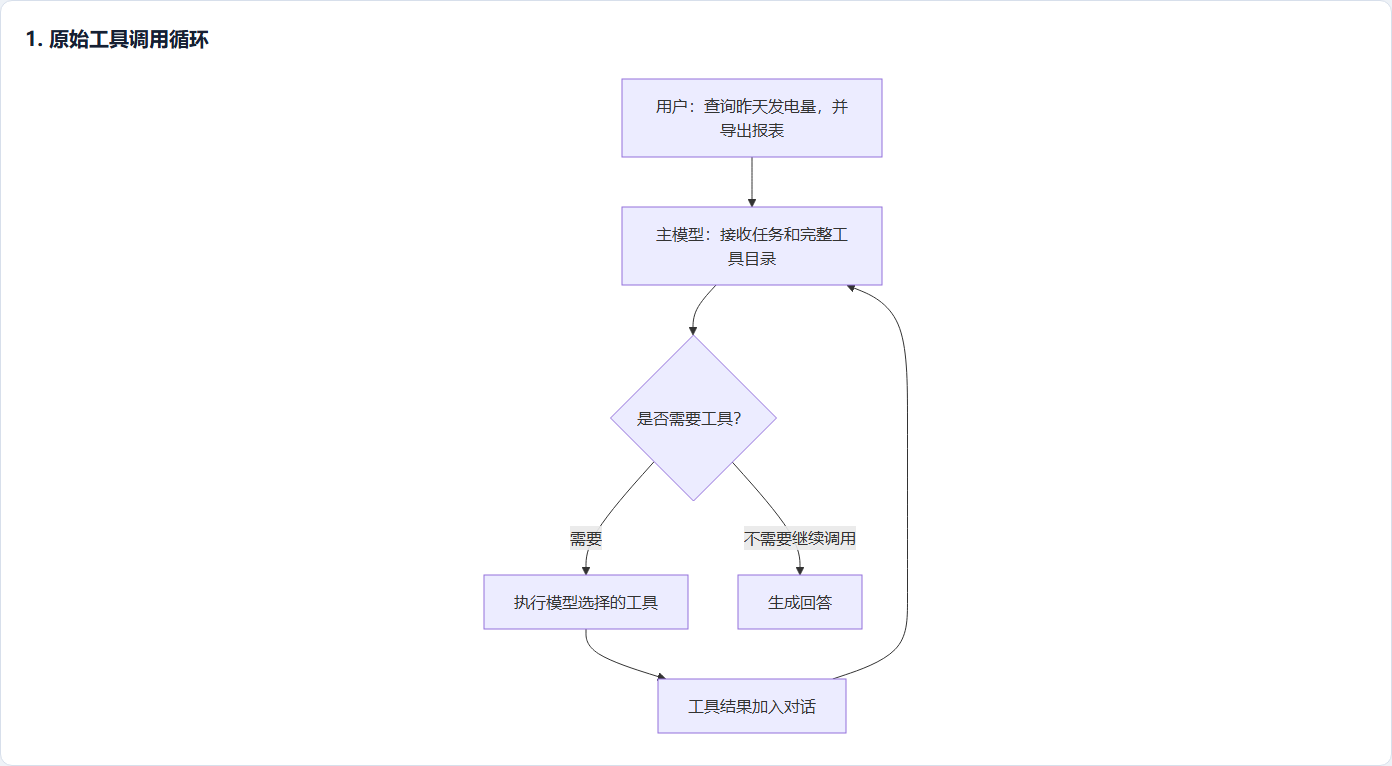 1. 原始工具调用循环
用户：查询昨天发电量，并
导出报表
主模型：接收任务和完整工
具目录
是否需要工具？
需要
不需要继续调用
执行模型选择的工具
生成回答
工具结果加入对话